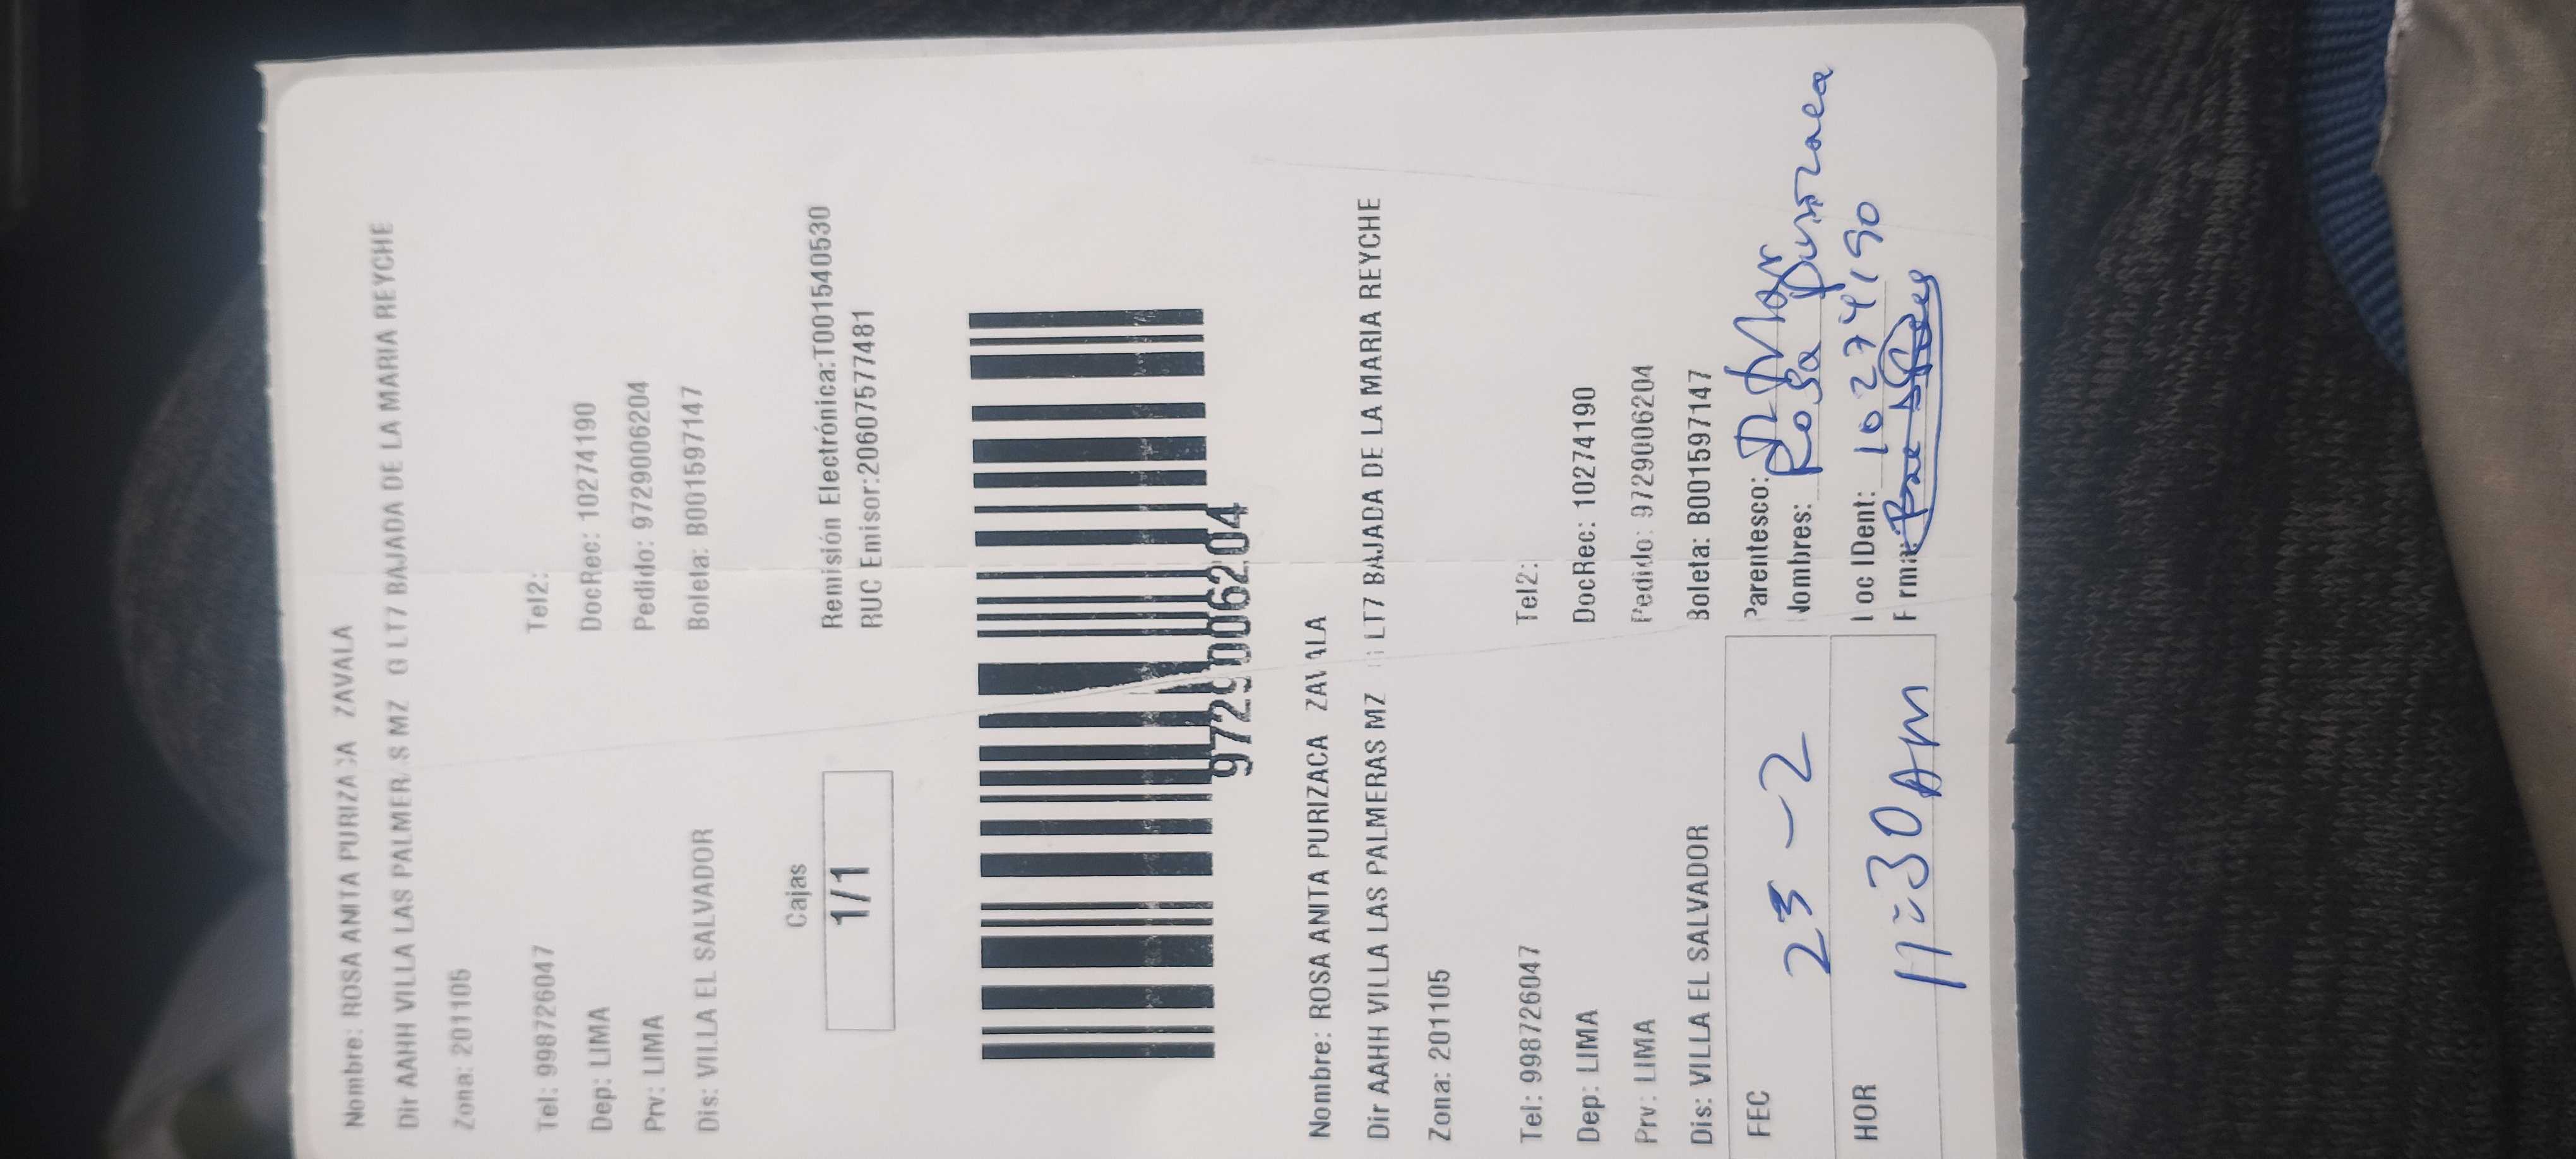 Nombre: ROSA ANITA PURIZACA ZAVALA
Dir AAHH VILLA LAS PALMERAS MZ G LT7 BAJADA DE LA MARIA REYCHE
Zona: 201105
Tel: 998726047 Tel2:
Dep: LIMA DocRec: 10274190
Prv: LIMA Pedido: 9729006204
Dis: VILLA EL SALVADOR Boleta: B001597147
Cajas
1/1
Remisión Electrónica:T001540530
RUC Emisor:20607577481
9729006204
Nombre: ROSA ANITA PURIZACA ZAVALA
Dir AAHH VILLA LAS PALMERAS MZ G LT7 BAJADA DE LA MARIA REYCHE
Zona: 201105
Tel: 998726047 Tel2:
Dep: LIMA DocRec: 10274190
Prv: LIMA Pedido: 9729006204
Dis: VILLA EL SALVADOR Boleta: B001597147
FEC 23-2 Parentesco:
Nombres: Rosa Purizaca
HOR 11:30 AM Doc IDent: 10274190
Firma: